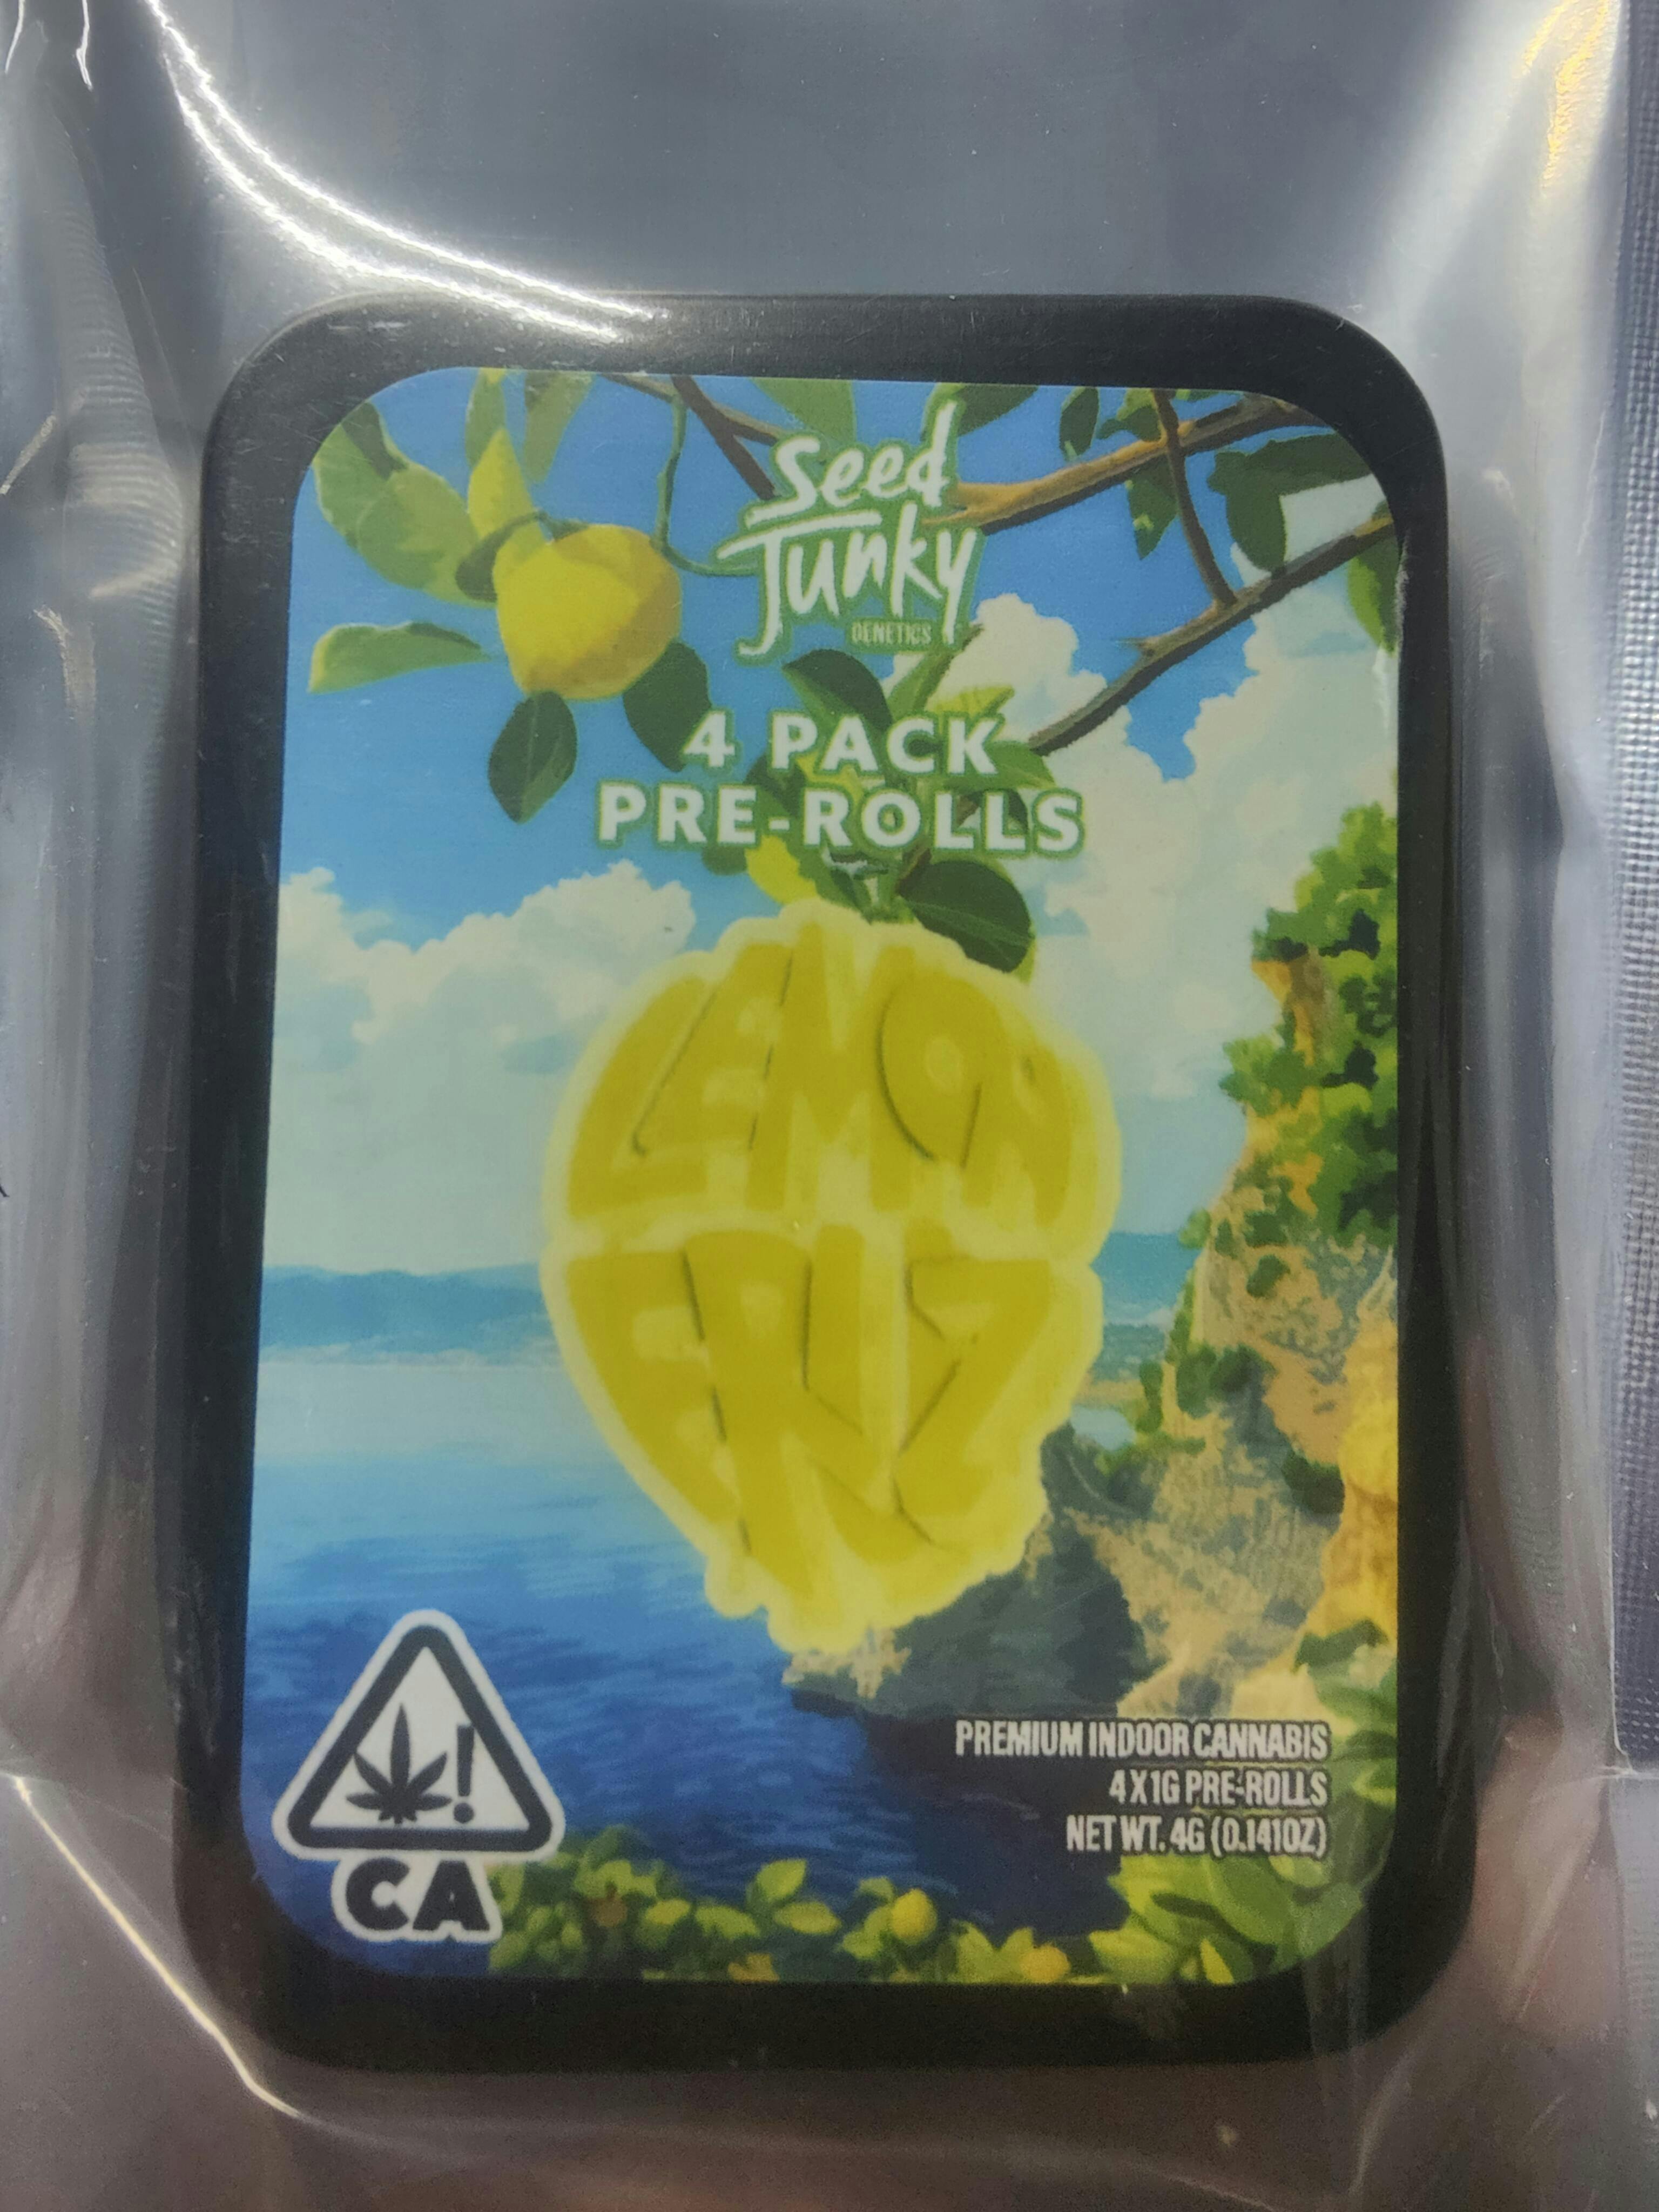 Seed
Junky
GENETICS
4 PACK
PRE-ROLLS
LEMON
ERIZ
PREMIUM INDOOR CANNABIS
4 X 1G PRE-ROLLS
NET WT. 4G (0.141OZ)
!
CA